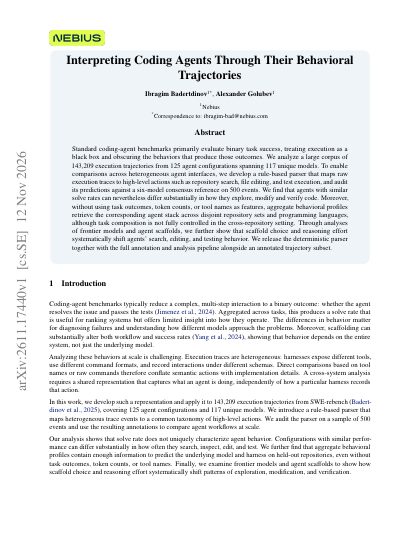 NEBIUS
Interpreting Coding Agents Through Their Behavioral
Trajectories
Ibragim Badertdinov¹*, Alexander Golubev¹
¹Nebius
*Correspondence to: ibragim-bad@nebius.com
Abstract
Standard coding-agent benchmarks primarily evaluate binary task success, treating execution as a
black box and obscuring the behaviors that produce those outcomes. We analyze a large corpus of
143,209 execution trajectories from 125 agent configurations spanning 117 unique models. To enable
comparisons across heterogeneous agent interfaces, we develop a rule-based parser that maps raw
execution traces to high-level actions such as repository search, file editing, and test execution, and audit
its predictions against a six-model consensus reference on 500 events. We find that agents with similar
solve rates can nevertheless differ substantially in how they explore, modify and verify code. Moreover,
without using task outcomes, token counts, or tool names as features, aggregate behavioral profiles
retrieve the corresponding agent stack across disjoint repository sets and programming languages,
although task composition is not fully controlled in the cross-repository setting. Through analyses
of frontier models and agent scaffolds, we further show that scaffold choice and reasoning effort
systematically shift agents' search, editing, and testing behavior. We release the deterministic parser
together with the full annotation and analysis pipeline alongside an annotated trajectory subset.
arXiv:2611.17440v1 [cs.SE] 12 Nov 2026
1 Introduction
Coding-agent benchmarks typically reduce a complex, multi-step interaction to a binary outcome: whether the agent
resolves the issue and passes the tests (Jimenez et al., 2024). Aggregated across tasks, this produces a solve rate that
is useful for ranking systems but offers limited insight into how they operate. The differences in behavior matter
for diagnosing failures and understanding how different models approach the problems. Moreover, scaffolding can
substantially alter both workflow and success rates (Yang et al., 2024), showing that behavior depends on the entire
system, not just the underlying model.
Analyzing these behaviors at scale is challenging. Execution traces are heterogeneous: harnesses expose different tools,
use different command formats, and record interactions under different schemas. Direct comparisons based on tool
names or raw commands therefore conflate semantic actions with implementation details. A cross-system analysis
requires a shared representation that captures what an agent is doing, independently of how a particular harness records
that action.
In this work, we develop such a representation and apply it to 143,209 execution trajectories from SWE-rebench (Badert-
dinov et al., 2025), covering 125 agent configurations and 117 unique models. We introduce a rule-based parser that
maps heterogeneous trace events to a common taxonomy of high-level actions. We audit the parser on a sample of 500
events and use the resulting annotations to compare agent workflows at scale.
Our analysis shows that solve rate does not uniquely characterize agent behavior. Configurations with similar perfor-
mance can differ substantially in how often they search, inspect, edit, and test. We further find that aggregate behavioral
profiles contain enough information to predict the underlying model and harness on held-out repositories, even without
task outcomes, token counts, or tool names. Finally, we examine frontier models and agent scaffolds to show how
scaffold choice and reasoning effort systematically shift patterns of exploration, modification, and verification.